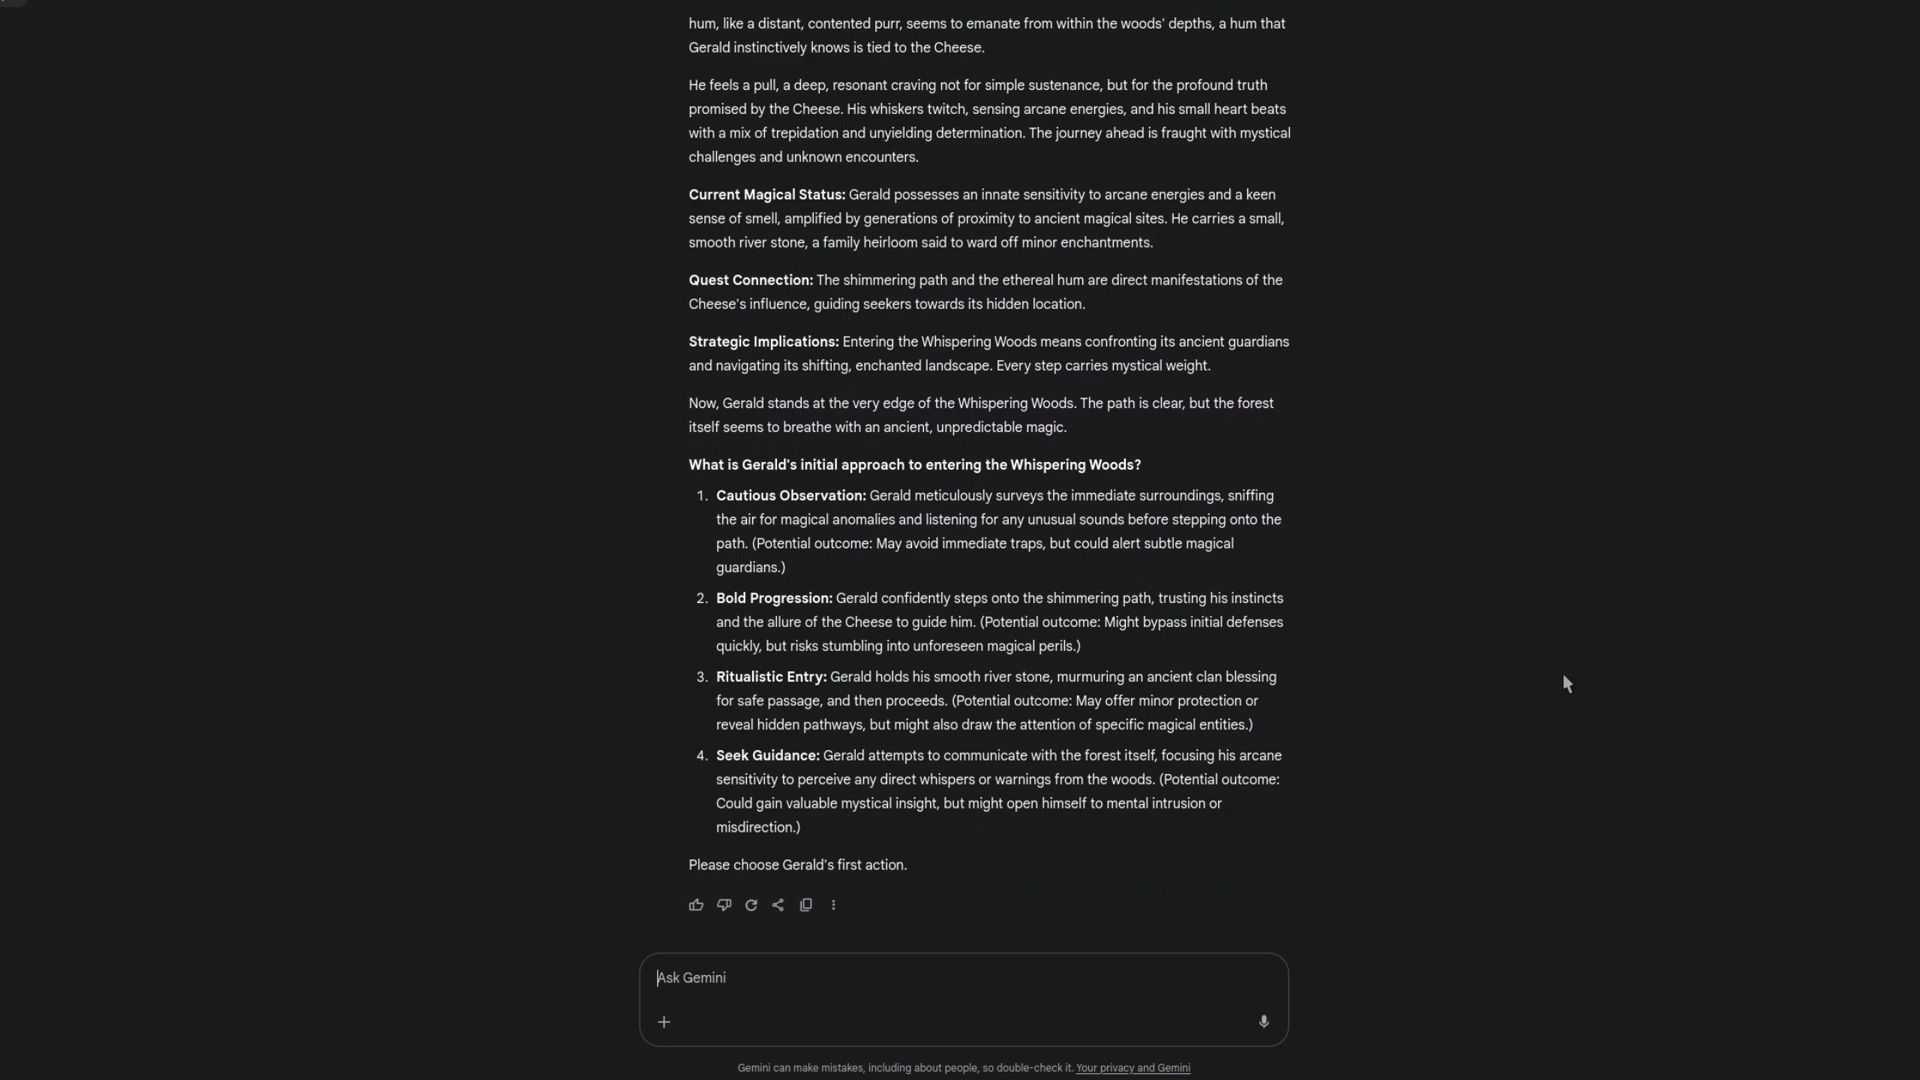 hum, like a distant, contented purr, seems to emanate from within the woods' depths, a hum that
Gerald instinctively knows is tied to the Cheese.
He feels a pull, a deep, resonant craving not for simple sustenance, but for the profound truth
promised by the Cheese. His whiskers twitch, sensing arcane energies, and his small heart beats
with a mix of trepidation and unyielding determination. The journey ahead is fraught with mystical
challenges and unknown encounters.
Current Magical Status: Gerald possesses an innate sensitivity to arcane energies and a keen
sense of smell, amplified by generations of proximity to ancient magical sites. He carries a small,
smooth river stone, a family heirloom said to ward off minor enchantments.
Quest Connection: The shimmering path and the ethereal hum are direct manifestations of the
Cheese's influence, guiding seekers towards its hidden location.
Strategic Implications: Entering the Whispering Woods means confronting its ancient guardians
and navigating its shifting, enchanted landscape. Every step carries mystical weight.
Now, Gerald stands at the very edge of the Whispering Woods. The path is clear, but the forest
itself seems to breathe with an ancient, unpredictable magic.
What is Gerald's initial approach to entering the Whispering Woods?
1. Cautious Observation: Gerald meticulously surveys the immediate surroundings, sniffing
the air for magical anomalies and listening for any unusual sounds before stepping onto the
path. (Potential outcome: May avoid immediate traps, but could alert subtle magical
guardians.)
2. Bold Progression: Gerald confidently steps onto the shimmering path, trusting his instincts
and the allure of the Cheese to guide him. (Potential outcome: Might bypass initial defenses
quickly, but risks stumbling into unforeseen magical perils.)
3. Ritualistic Entry: Gerald holds his smooth river stone, murmuring an ancient clan blessing
for safe passage, and then proceeds. (Potential outcome: May offer minor protection or
reveal hidden pathways, but might also draw the attention of specific magical entities.)
4. Seek Guidance: Gerald attempts to communicate with the forest itself, focusing his arcane
sensitivity to perceive any direct whispers or warnings from the woods. (Potential outcome:
Could gain valuable mystical insight, but might open himself to mental intrusion or
misdirection.)
Please choose Gerald's first action.
Ask Gemini
Gemini can make mistakes, including about people, so double-check it. Your privacy and Gemini